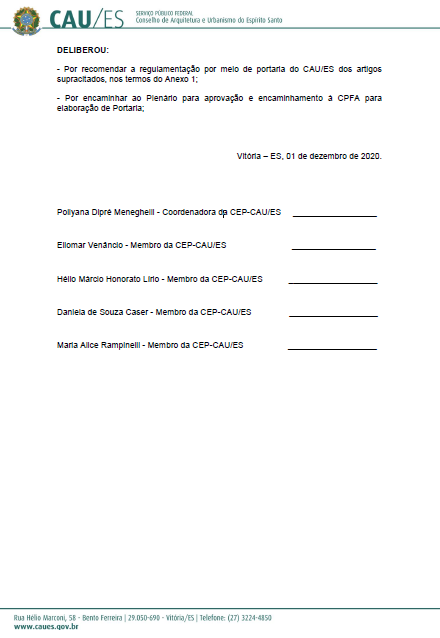 CAU/ES
SERVIÇO PÚBLICO FEDERAL
Conselho de Arquitetura e Urbanismo do Espírito Santo
DELIBEROU:
- Por recomendar a regulamentação por meio de portaria do CAU/ES dos artigos
supracitados, nos termos do Anexo 1;
- Por encaminhar ao Plenário para aprovação e encaminhamento à CPFA para
elaboração de Portaria;
Vitória – ES, 01 de dezembro de 2020.
Pollyana Dipré Meneghelli - Coordenadora da CEP-CAU/ES
Eliomar Venâncio - Membro da CEP-CAU/ES
Hélio Márcio Honorato Lírio - Membro da CEP-CAU/ES
Daniela de Souza Caser - Membro da CEP-CAU/ES
Maria Alice Rampinelli - Membro da CEP-CAU/ES
Rua Hélio Marconi, 58 - Bento Ferreira | 29.050-690 - Vitória/ES | Telefone: (27) 3224-4850
www.caues.gov.br